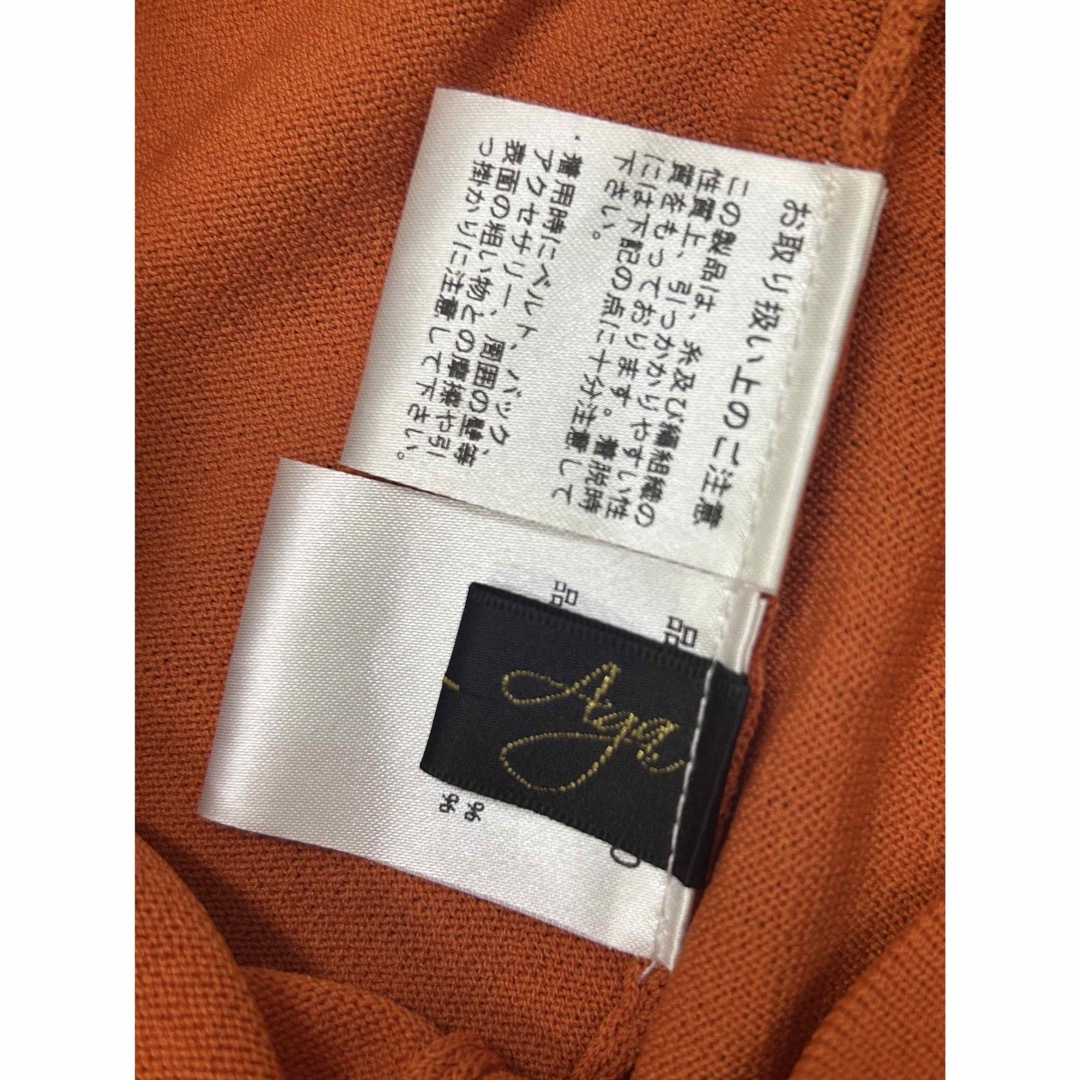 お取り扱い上のご注意
この製品は、糸及び編組織の
性質上、引っかかりやすい性
質をもっております。着脱時
には下記の点に十分注意して
下さい。
・着用時にベルト、バック、
アクセサリー、周囲の壁等
表面の粗い物との摩擦や引
っ掛かりに注意して下さい。
品
品
Aga
%
%